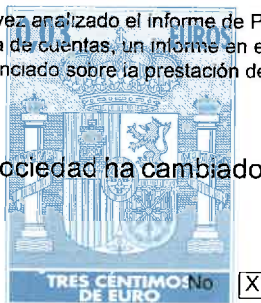 vez analizado el informe de P
0,03 EUROS
a de cuentas, un informe en e
nciado sobre la prestación de
ociedad ha cambiado
TRES CÉNTIMOS
DE EURO
No X